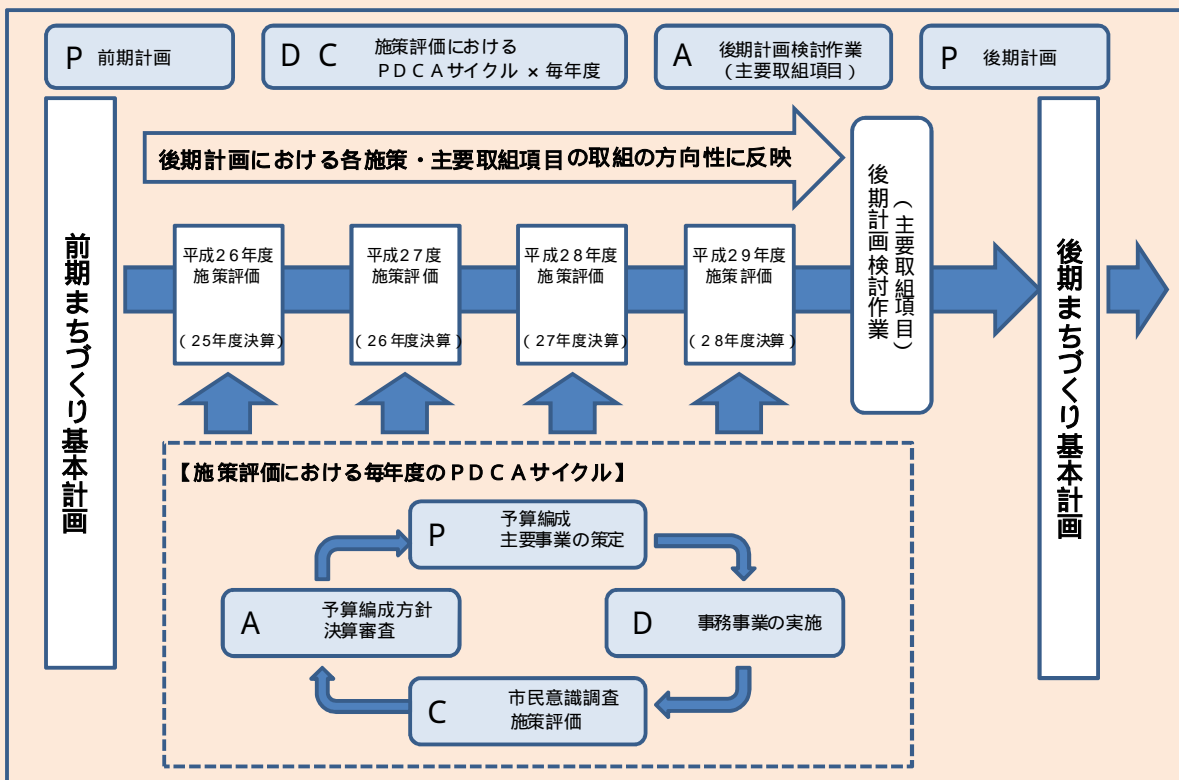 P 前期計画
D C 施策評価における
PDCAサイクル × 毎年度
A 後期計画検討作業
(主要取組項目)
P 後期計画
後期計画における各施策・主要取組項目の取組の方向性に反映
前期まちづくり基本計画
平成26年度
施策評価
(25年度決算)
平成27度
施策評価
(26年度決算)
平成28年度
施策評価
(27年度決算)
平成29年度
施策評価
(28年度決算)
後期計画検討作業
(主要取組項目)
後期まちづくり基本計画
【施策評価における毎年度のPDCAサイクル】
P 予算編成
主要事業の策定
D 事務事業の実施
C 市民意識調査
施策評価
A 予算編成方針
決算審査